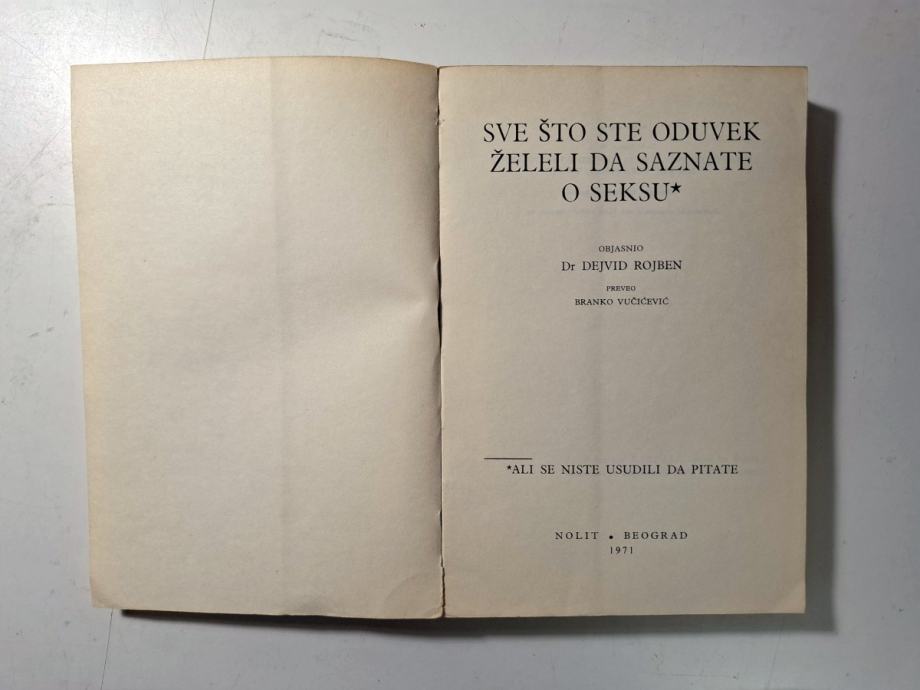 SVE ŠTO STE ODUVEK
ŽELELI DA SAZNATE
O SEKSU*
OBJASNIO
Dr DEJVID ROJBEN
PREVEO
BRANKO VUČIĆEVIĆ
*ALI SE NISTE USUDILI DA PITATE
NOLIT • BEOGRAD
1971